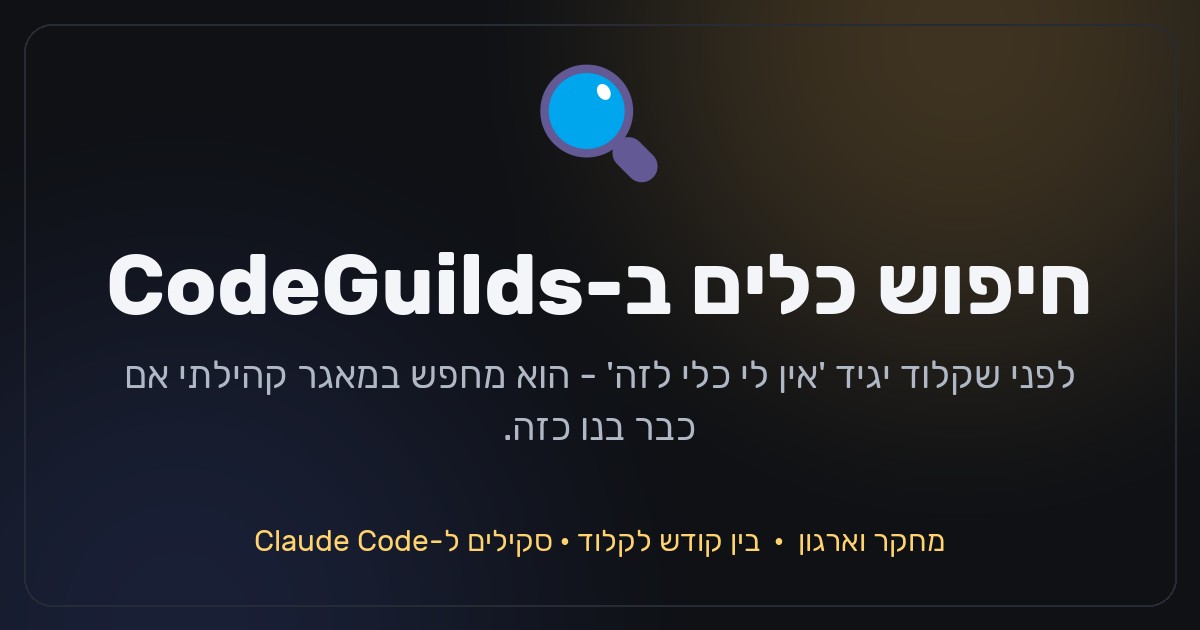 חיפוש כלים ב-CodeGuilds
לפני שקלוד יגיד 'אין לי כלי לזה' - הוא מחפש במאגר קהילתי אם
כבר בנו כזה.
מחקר וארגון • בין קודש לקלוד • סקילים ל-Claude Code